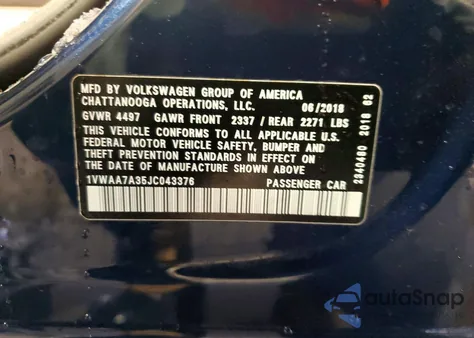 MFD BY VOLKSWAGEN GROUP OF AMERICA
CHATTANOOGA OPERATIONS, LLC. 06/2018
GVWR 4497 GAWR FRONT 2337 / REAR 2271 LBS
THIS VEHICLE CONFORMS TO ALL APPLICABLE U.S.
FEDERAL MOTOR VEHICLE SAFETY, BUMPER, AND
THEFT PREVENTION STANDARDS IN EFFECT ON
THE DATE OF MANUFACTURE SHOWN ABOVE
1VWAA7A35JC043376 PASSENGER CAR
2340480 2018 62
autoSnap